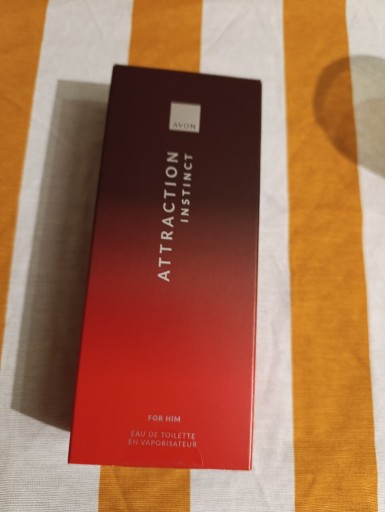 AVON
ATTRACTION
INSTINCT
FOR HIM
EAU DE TOILETTE
EN VAPORISATEUR